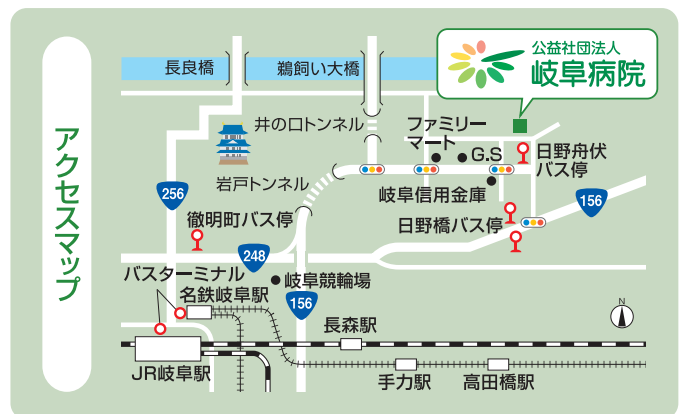 アクセスマップ
長良橋
鵜飼い大橋
公益社団法人
岐阜病院
井の口トンネル
ファミリー
マート
G.S
日野舟伏
バス停
岩戸トンネル
岐阜信用金庫
256
徹明町バス停
日野橋バス停
156
248
バスターミナル
岐阜競輪場
名鉄岐阜駅
156
N
長森駅
JR岐阜駅
手力駅
高田橋駅